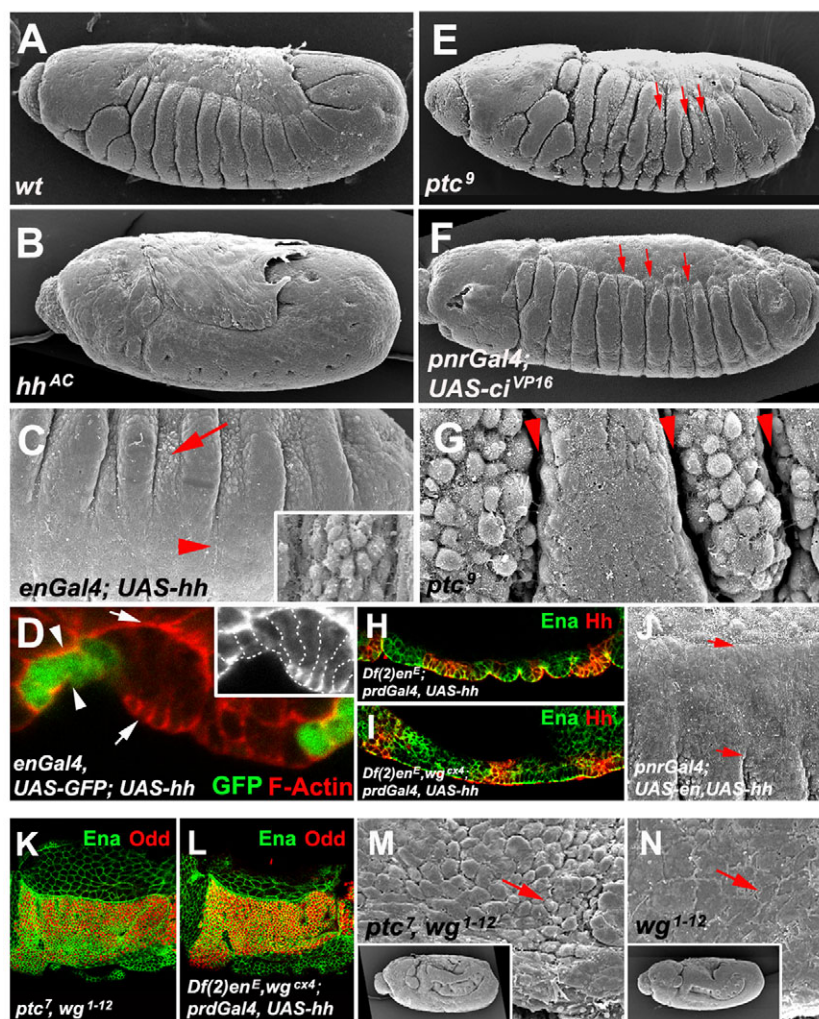 A
wt
E
ptc⁹
B
hhᴬᶜ
F
pnrGal4;
UAS-ciⱽᴾ¹⁶
C
enGal4; UAS-hh
G
ptc⁹
D
enGal4,
UAS-GFP; UAS-hh
GFP F-Actin
H
Ena Hh
Df(2)enᴱ;
prdGal4, UAS-hh
I
Ena Hh
Df(2)enᴱ,wgᶜˣ⁴;
prdGal4, UAS-hh
J
pnrGal4;
UAS-en,UAS-hh
K
Ena Odd
ptc⁷, wg¹⁻¹²
L
Ena Odd
Df(2)enᴱ,wgᶜˣ⁴;
prdGal4, UAS-hh
M
ptc⁷, wg¹⁻¹²
N
wg¹⁻¹²